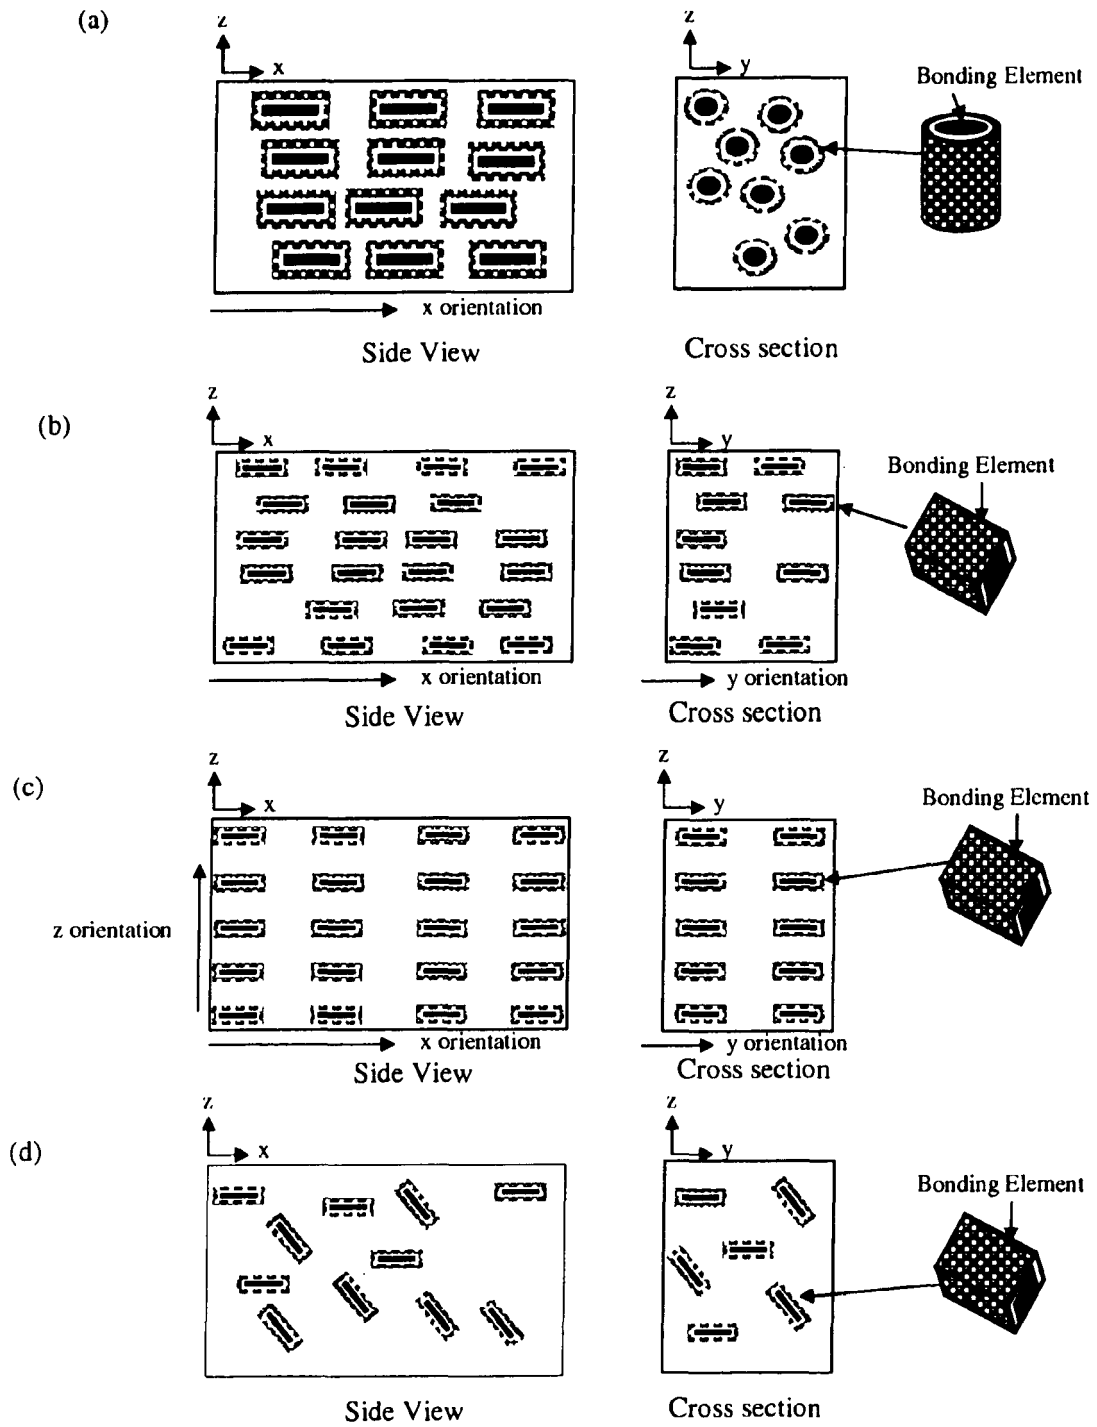 (a)
z
x
z
y
Bonding Element
x orientation
Side View
Cross section
(b)
z
x
z
y
Bonding Element
x orientation
y orientation
Side View
Cross section
(c)
z
x
z
y
Bonding Element
z orientation
x orientation
y orientation
Side View
Cross section
(d)
z
x
z
y
Bonding Element
Side View
Cross section